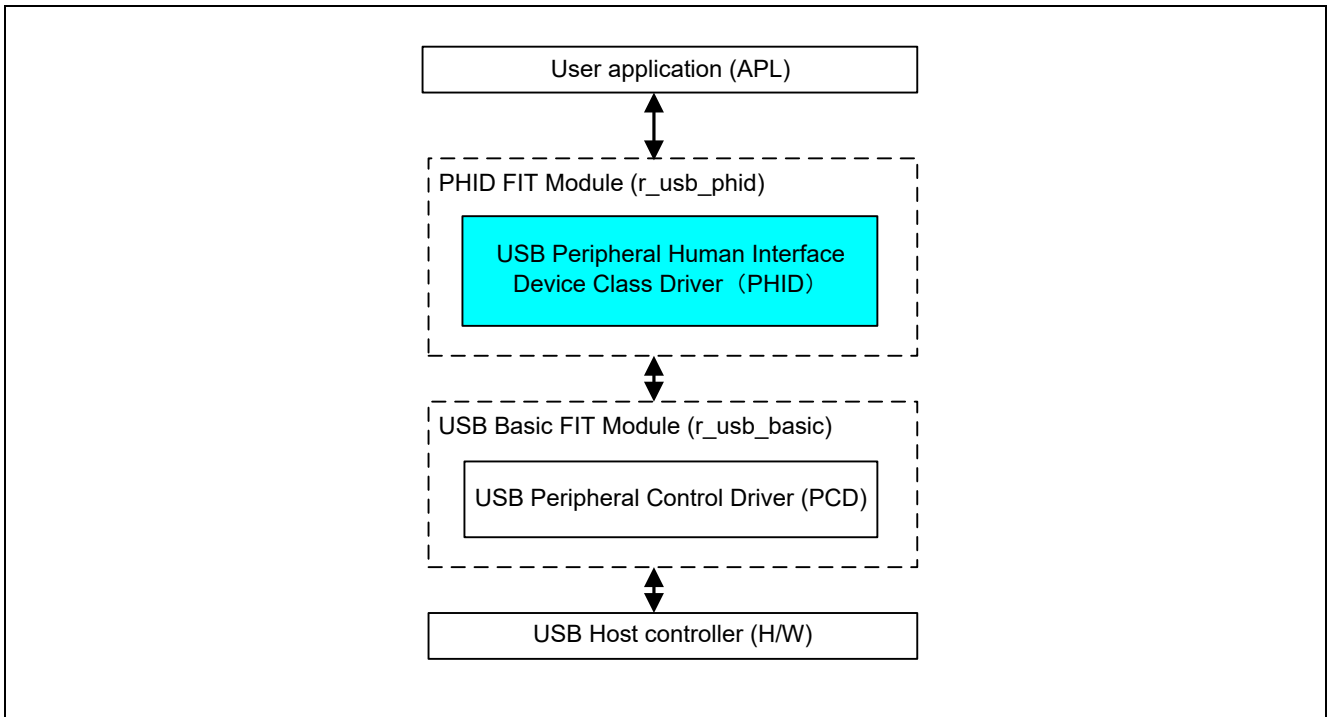 User application (APL)
PHID FIT Module (r_usb_phid)
USB Peripheral Human Interface
Device Class Driver（PHID）
USB Basic FIT Module (r_usb_basic)
USB Peripheral Control Driver (PCD)
USB Host controller (H/W)